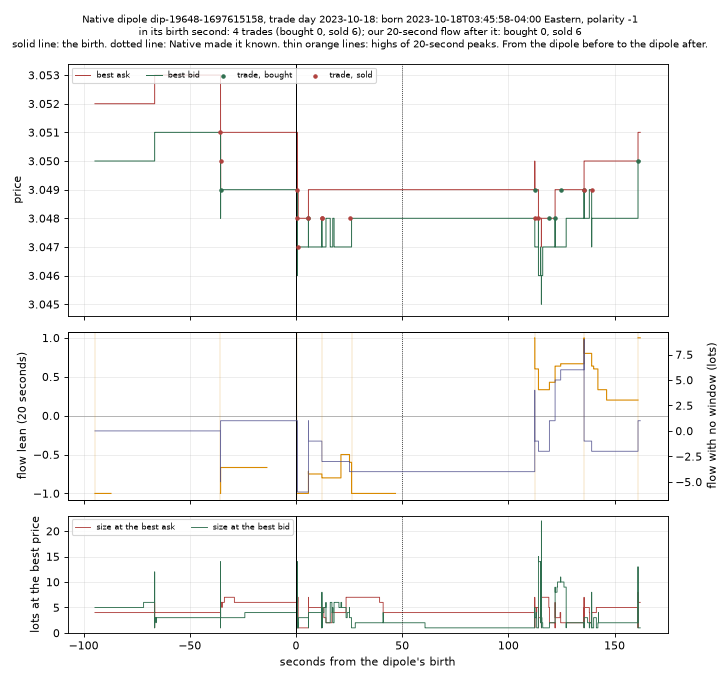 Native dipole dip-19648-1697615158, trade day 2023-10-18: born 2023-10-18T03:45:58-04:00 Eastern, polarity -1
in its birth second: 4 trades (bought 0, sold 6); our 20-second flow after it: bought 0, sold 6
solid line: the birth. dotted line: Native made it known. thin orange lines: highs of 20-second peaks. From the dipole before to the dipole after.
best ask
best bid
trade, bought
trade, sold
3.053
3.052
3.051
3.050
3.049
3.048
3.047
3.046
3.045
price
1.0
0.5
0.0
−0.5
−1.0
flow lean (20 seconds)
7.5
5.0
2.5
0.0
−2.5
−5.0
flow with no window (lots)
size at the best ask
size at the best bid
20
15
10
5
0
lots at the best price
−100
−50
0
50
100
150
seconds from the dipole's birth